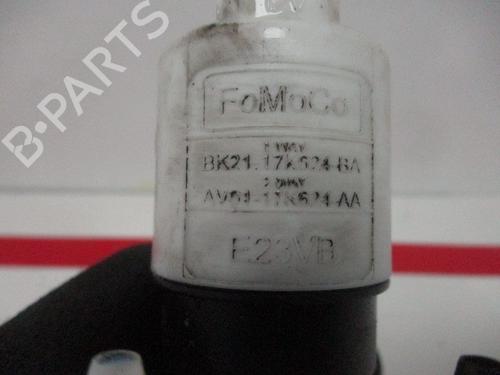 B-PARTS
FoMoCo
1 WAY
BK21-17K624-BA
2 WAY
AV61-17K624-AA
E23VB